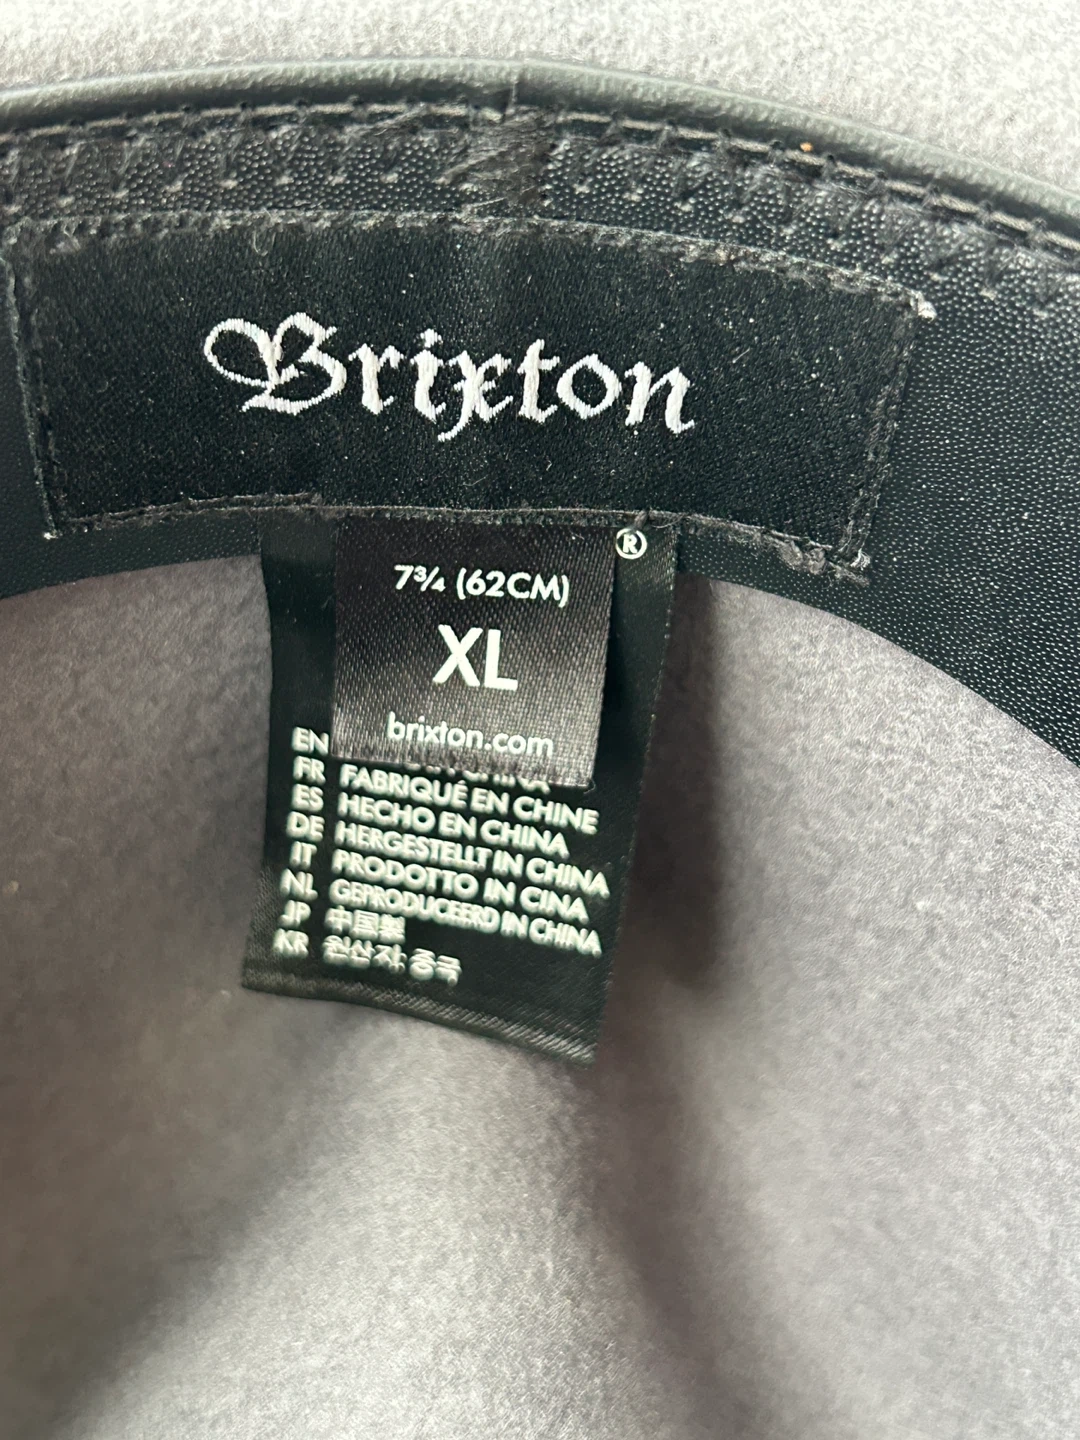 Brixton
®
7¾ (62CM)
XL
brixton.com
EN IN CHINA
FR FABRIQUÉ EN CHINE
ES HECHO EN CHINA
DE HERGESTELLT IN CHINA
IT PRODOTTO IN CINA
NL GEPRODUCEERD IN CHINA
JP 中国製
KR 원산지: 중국